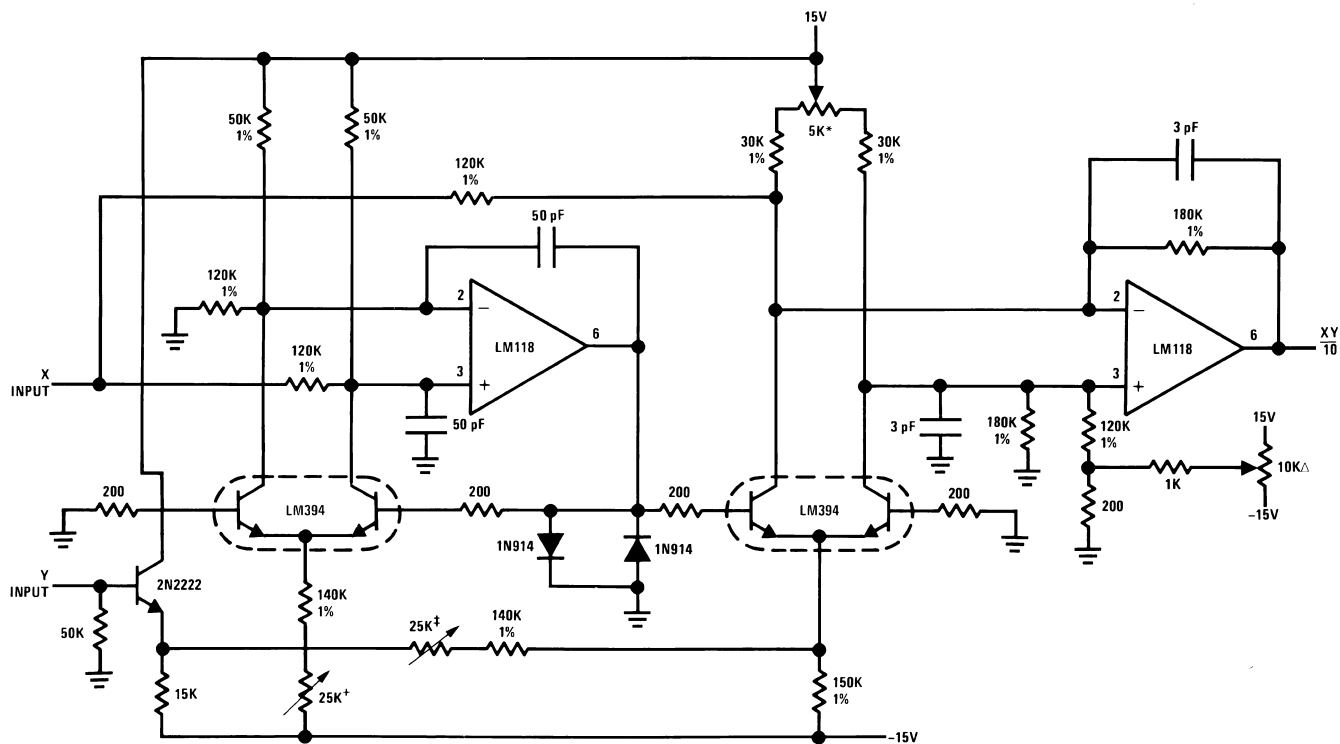 15V
50K
1%
50K
1%
5K*
30K
1%
30K
1%
3 pF
120K
1%
50 pF
180K
1%
120K
1%
2
−
LM118
6
3
+
2
−
LM118
6
3
+
XY
10
X
INPUT
120K
1%
50 pF
3 pF
180K
1%
120K
1%
15V
10K△
1K
−15V
200
200
LM394
200
200
LM394
200
1N914
1N914
Y
INPUT
2N2222
50K
140K
1%
25K‡
140K
1%
15K
25K+
150K
1%
−15V